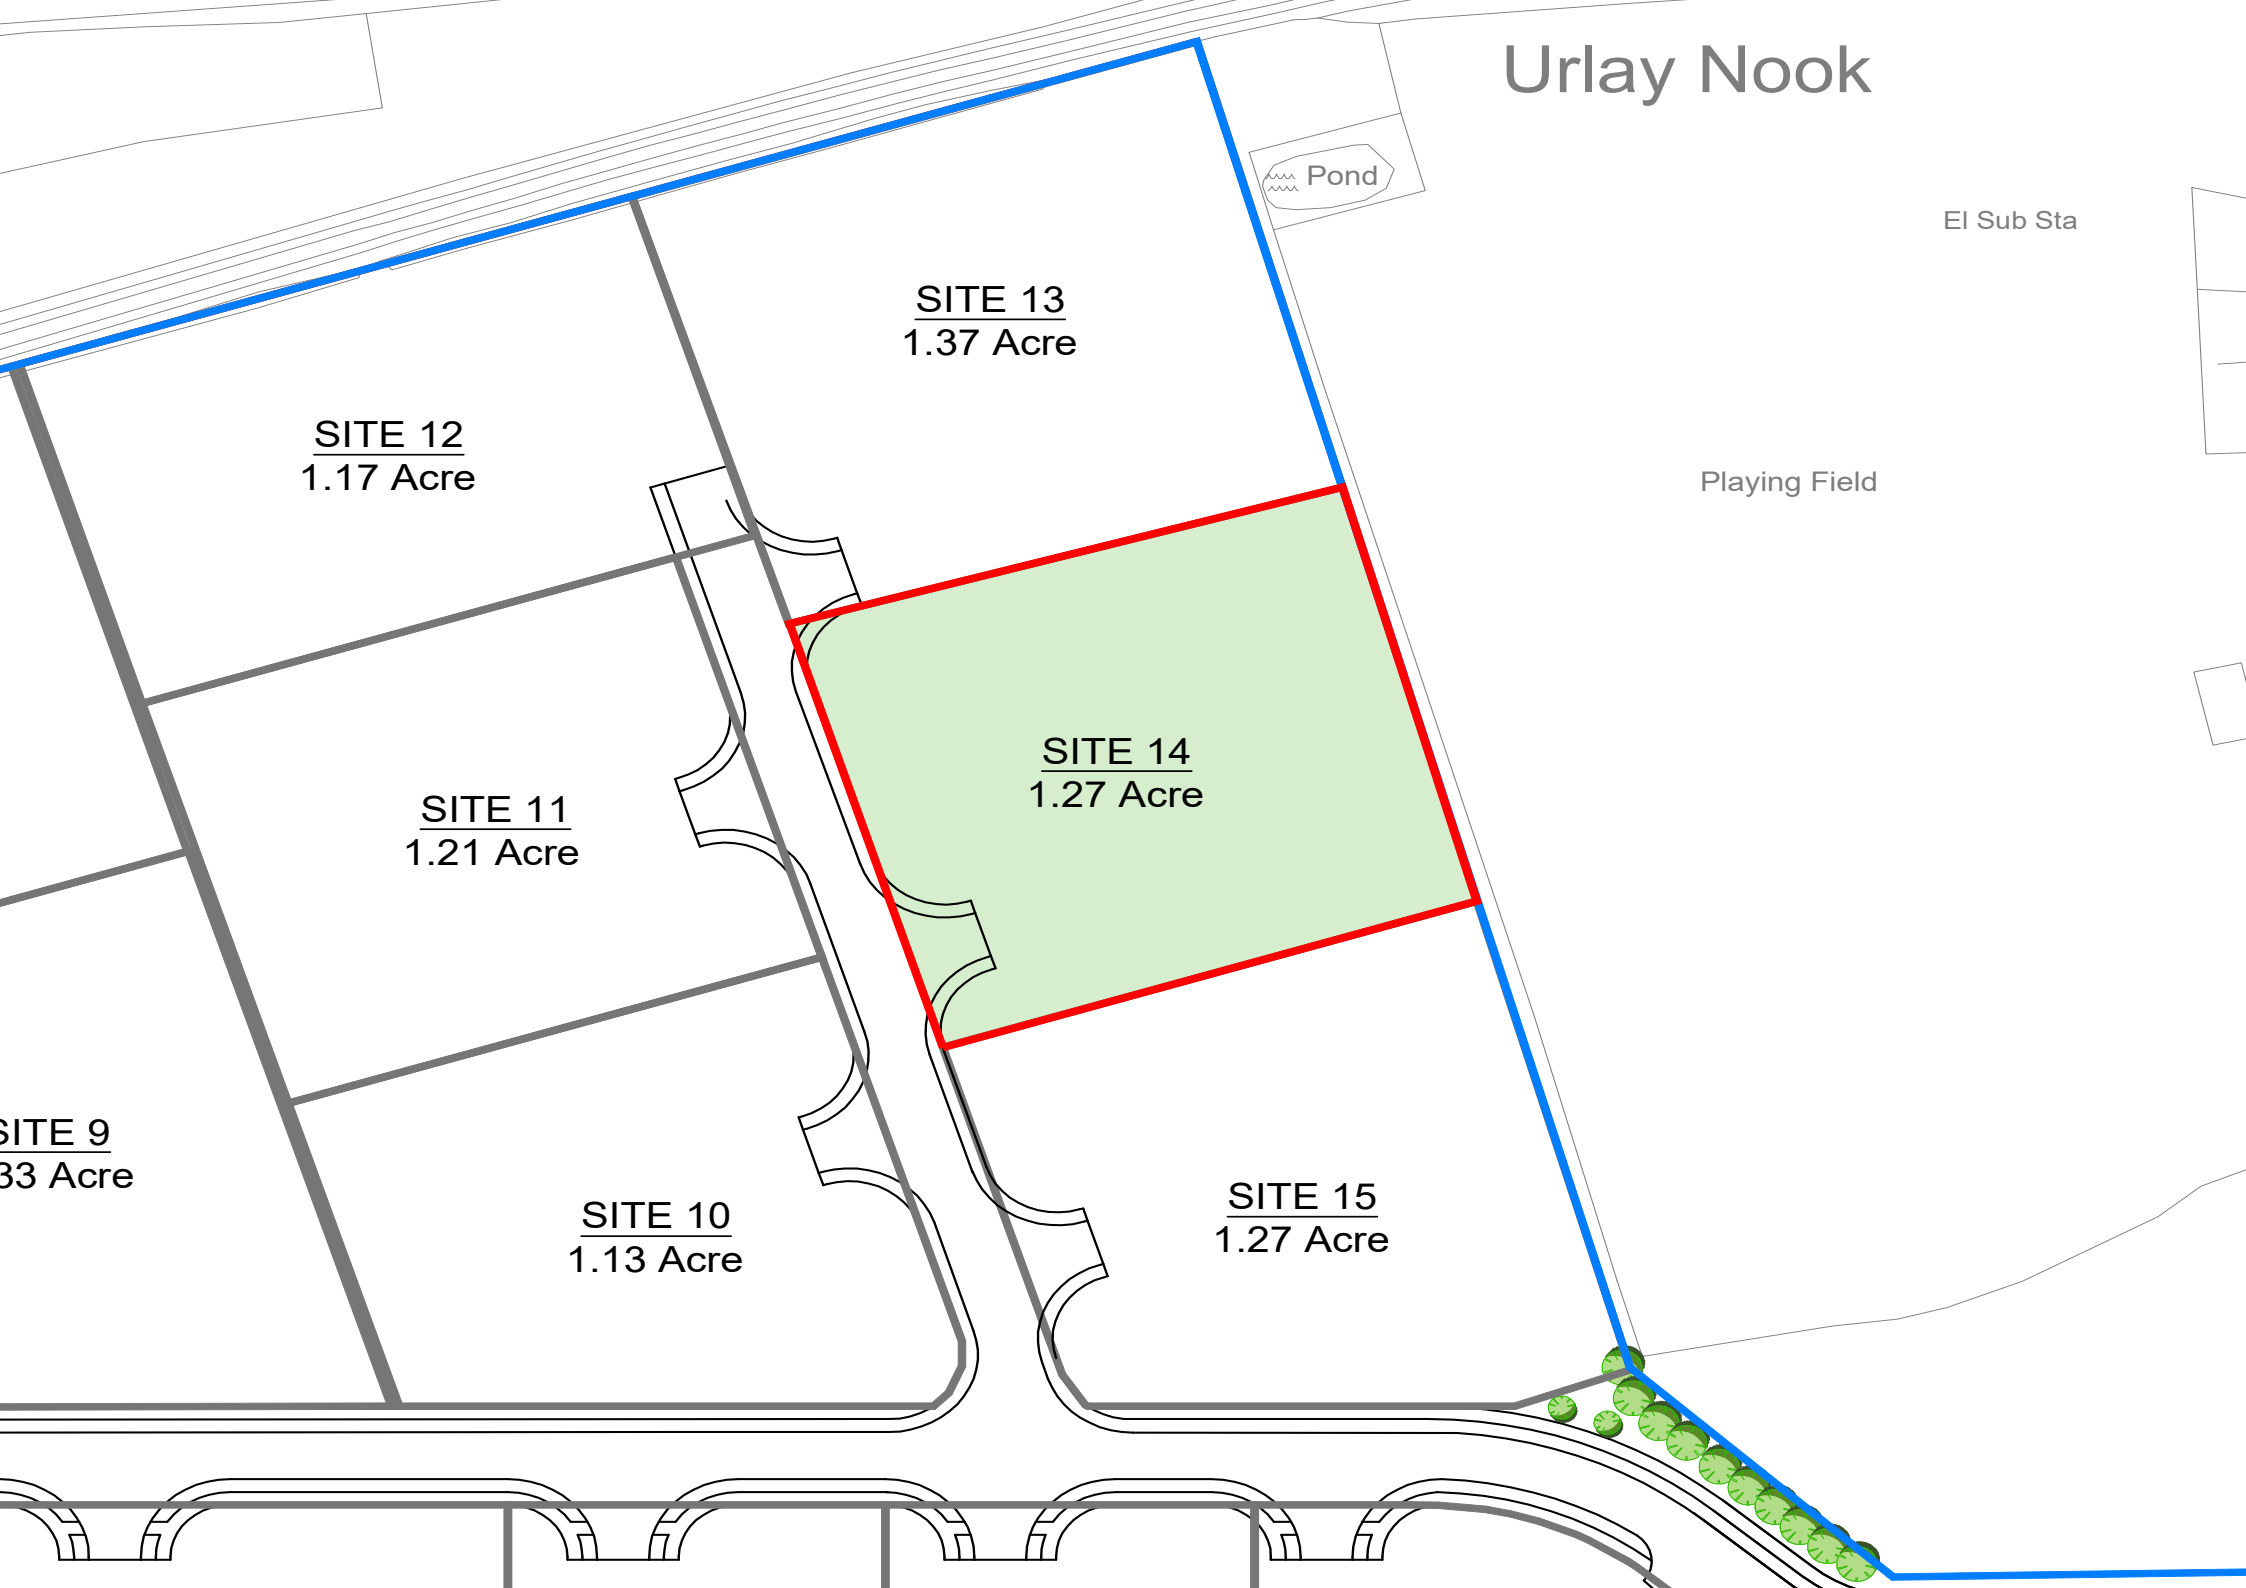 Urlay Nook
Pond
El Sub Sta
SITE 13
1.37 Acre
SITE 12
1.17 Acre
Playing Field
SITE 14
1.27 Acre
SITE 11
1.21 Acre
SITE 9
33 Acre
SITE 10
1.13 Acre
SITE 15
1.27 Acre